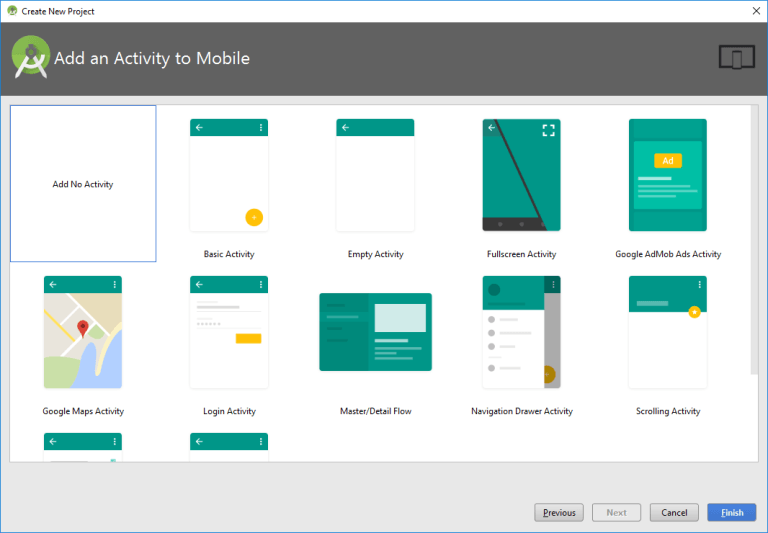 Create New Project
Add an Activity to Mobile
Add No Activity
Basic Activity
Empty Activity
Fullscreen Activity
Ad
Google AdMob Ads Activity
Google Maps Activity
Login Activity
Master/Detail Flow
Navigation Drawer Activity
Scrolling Activity
Previous
Next
Cancel
Finish